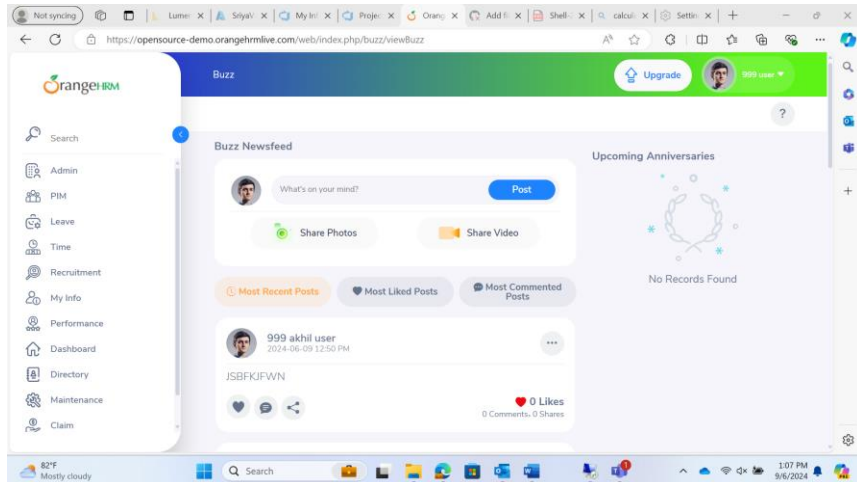 Not syncing
Lume
SriyaV
My Inf
Projec
Orang
Add E
Shell-
calcul
Settin
https://opensource-demo.orangehrmlive.com/web/index.php/buzz/viewBuzz
OrangeHRM
Buzz
Upgrade
999 user
?
Search
Admin
PIM
Leave
Time
Recruitment
My Info
Performance
Dashboard
Directory
Maintenance
Claim
Buzz Newsfeed
What's on your mind?
Post
Share Photos
Share Video
Most Recent Posts
Most Liked Posts
Most Commented
Posts
999 akhil user
2024-06-09 12:50 PM
JSBFKJFWN
0 Likes
0 Comments, 0 Shares
Upcoming Anniversaries
No Records Found
82°F
Mostly cloudy
Search
1:07 PM
9/6/2024